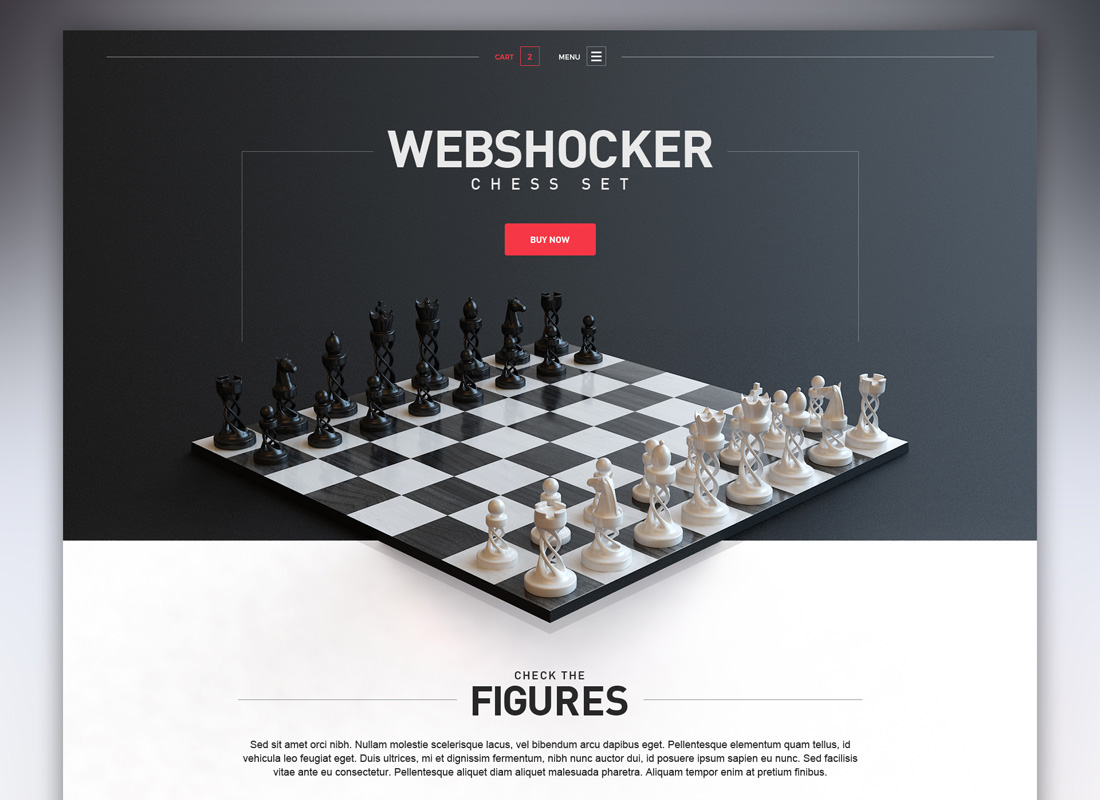 CART 2 MENU
WEBSHOCKER
CHESS SET
BUY NOW
CHECK THE
FIGURES
Sed sit amet orci nibh. Nullam molestie scelerisque lacus, vel bibendum arcu dapibus eget. Pellentesque elementum quam tellus, id
vehicula leo feugiat eget. Duis ultrices, mi et dignissim fermentum, nibh nunc auctor dui, id posuere ipsum sapien eu nunc. Sed facilisis
vitae ante eu consectetur. Pellentesque aliquet diam aliquet malesuada pharetra. Aliquam tempor enim at pretium finibus.